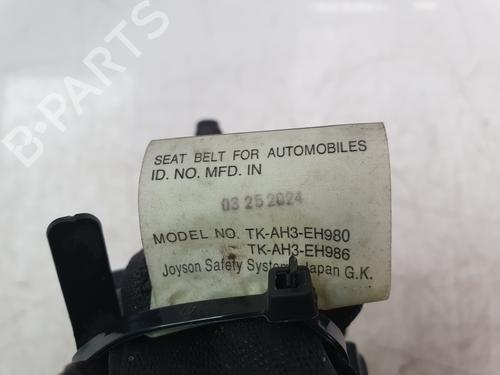 B-PARTS
SEAT BELT FOR AUTOMOBILES
ID. NO. MFD. IN
03 25 2024
MODEL NO. TK-AH3-EH980
TK-AH3-EH986
Joyson Safety Systems Japan G.K.
B-PARTS